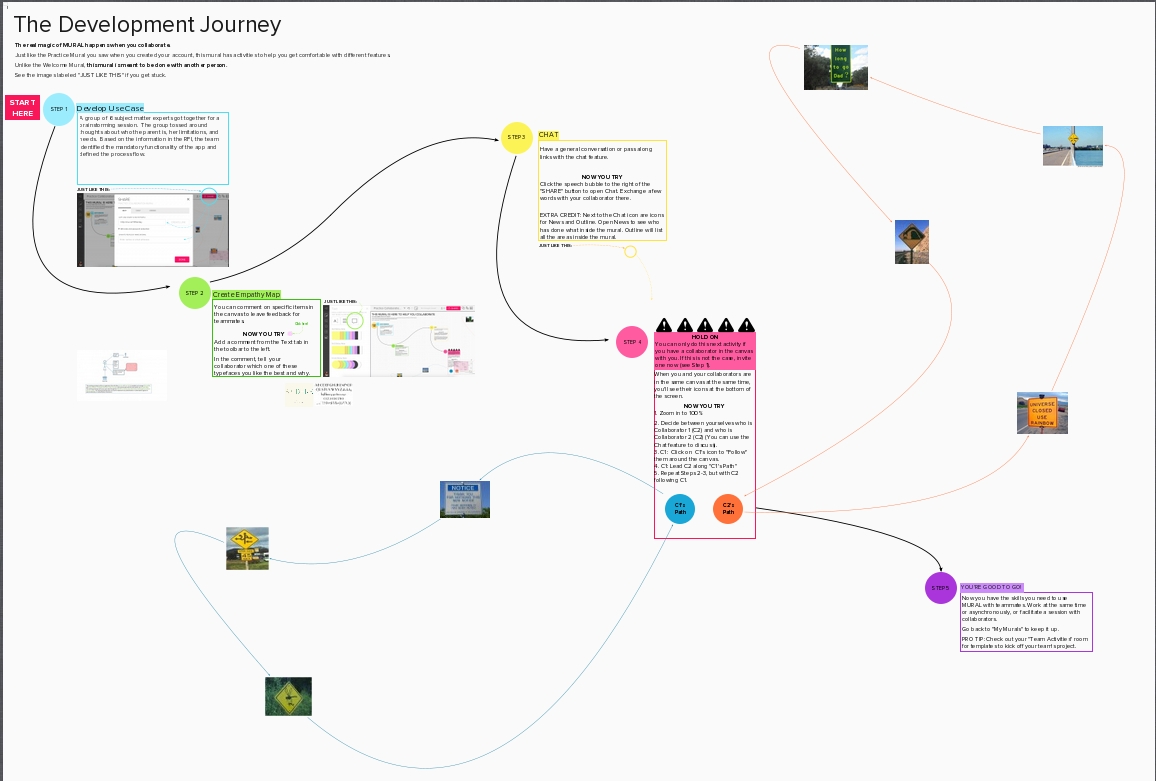 The Development Journey
The real magic of MURAL happens when you collaborate.
Just like the Practice Mural you saw when you created your account, this mural has activities to help you get comfortable with different features.
Unlike the Welcome Mural, this mural is meant to be done with another person.
See the images labeled "JUST LIKE THIS" if you get stuck.
START
HERE
STEP 1
Develop Use Case
A group of 6 subject matter experts got together for a
brainstorming session. The group tossed around
thoughts about who the parent is, her limitations, and
needs. Based on the information in the RFI, the team
identified the mandatory functionality of the app and
defined the process flow.
JUST LIKE THIS:
STEP 2
Create Empathy Map
You can comment on specific items in
the canvas to leave feedback for
teammates.
NOW YOU TRY
Add a comment from the Text tab in
the toolbar to the left.
In the comment, tell your
collaborator which one of these
typefaces you like the best and why.
JUST LIKE THIS:
STEP 3
CHAT
Have a general conversation or pass along
links with the chat feature.
NOW YOU TRY
Click the speech bubble to the right of the
"SHARE" button to open Chat. Exchange a few
words with your collaborator there.
EXTRA CREDIT: Next to the Chat icon are icons
for News and Outline. Open News to see who
has done what inside the mural. Outline will list
all the areas inside the mural.
JUST LIKE THIS:
STEP 4
HOLD ON
You can only do this next activity if
you have a collaborator in the canvas
with you. If this is not the case, invite
one now (see Step 1).
When you and your collaborators are
in the same canvas at the same time,
you'll see their icons at the bottom of
the screen.
NOW YOU TRY
1. Zoom in to 100%
2. Decide between yourselves who is
Collaborator 1 (C1) and who is
Collaborator 2 (C2) (You can use the
Chat feature to discuss).
3. C1: Click on C1's icon to "Follow"
them around the canvas.
4. C1: Lead C2 along "C1's Path"
5. Repeat Steps 2-3, but with C2
following C1.
C1's
Path
C2's
Path
STEP 5
YOU'RE GOOD TO GO!
Now you have the skills you need to use
MURAL with teammates. Work at the same time
or asynchronously, or facilitate a session with
collaborators.
Go back to "My Murals" to keep it up.
PRO TIP: Check out your "Team Activities" room
for templates to kick off your team's project.
How
long
to go
Dad?
UNIVERSE
CLOSED
USE
RAINBOW
NOTICE